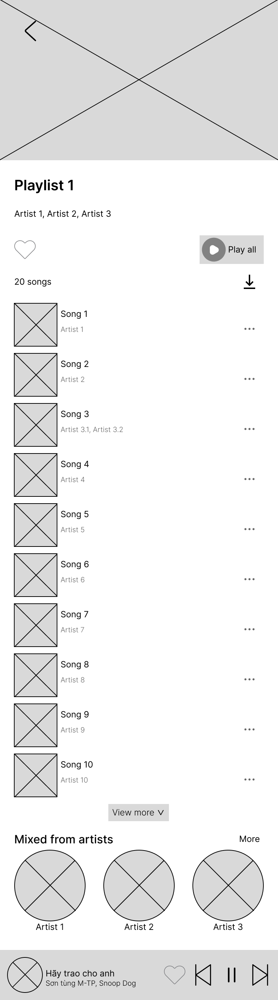 Playlist 1
Artist 1, Artist 2, Artist 3
Play all
20 songs
Song 1
Artist 1
Song 2
Artist 2
Song 3
Artist 3.1, Artist 3.2
Song 4
Artist 4
Song 5
Artist 5
Song 6
Artist 6
Song 7
Artist 7
Song 8
Artist 8
Song 9
Artist 9
Song 10
Artist 10
View more
Mixed from artists More
Artist 1 Artist 2 Artist 3
Hãy trao cho anh
Sơn tùng M-TP, Snoop Dog